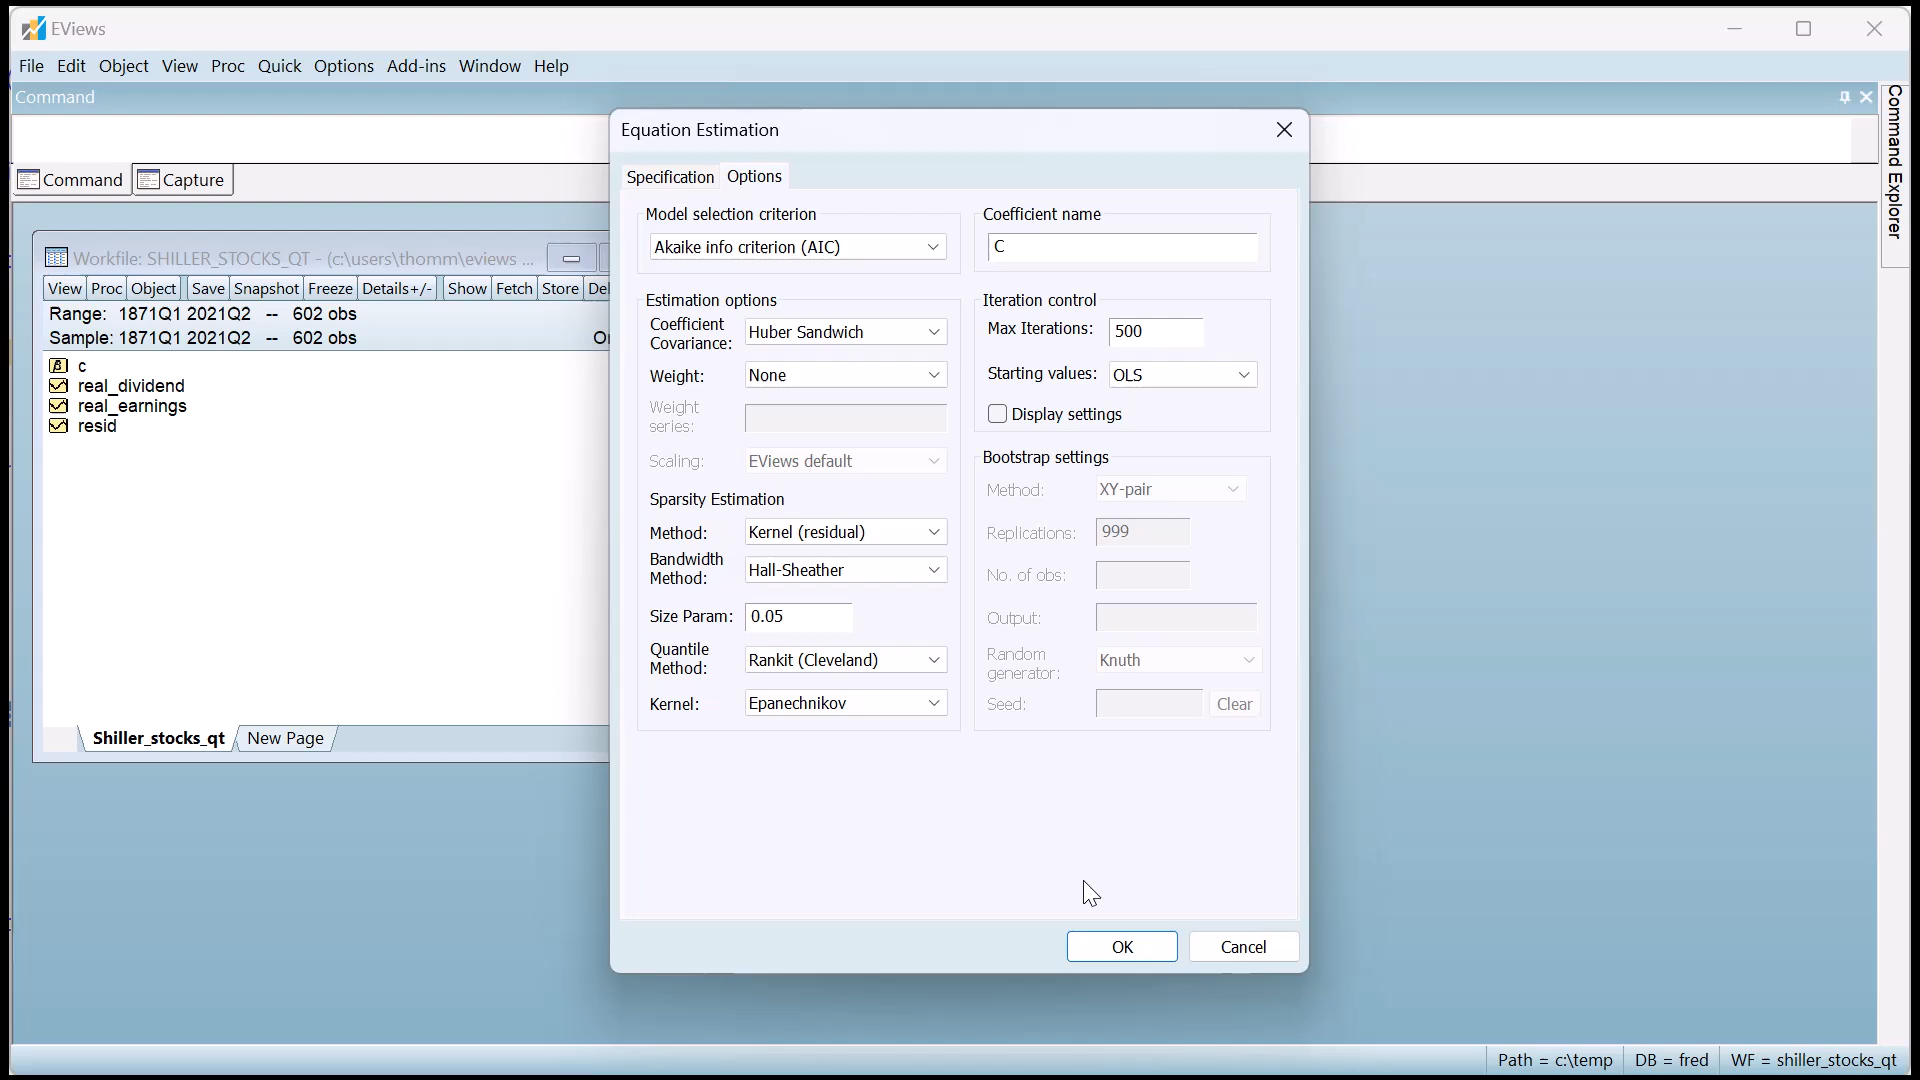 EViews
File Edit Object View Proc Quick Options Add-ins Window Help
Command
Command Capture
Command Explorer
Workfile: SHILLER_STOCKS_QT - (c:\users\thomm\eviews ...
View Proc Object Save Snapshot Freeze Details+/- Show Fetch Store Del
Range: 1871Q1 2021Q2 -- 602 obs
Sample: 1871Q1 2021Q2 -- 602 obs
c
real_dividend
real_earnings
resid
Shiller_stocks_qt New Page
Equation Estimation
Specification Options
Model selection criterion
Akaike info criterion (AIC)
Estimation options
Coefficient
Covariance: Huber Sandwich
Weight: None
Weight
series:
Scaling: EViews default
Sparsity Estimation
Method: Kernel (residual)
Bandwidth
Method: Hall-Sheather
Size Param: 0.05
Quantile
Method: Rankit (Cleveland)
Kernel: Epanechnikov
Coefficient name
C
Iteration control
Max Iterations: 500
Starting values: OLS
Display settings
Bootstrap settings
Method: XY-pair
Replications: 999
No. of obs:
Output:
Random
generator: Knuth
Seed: Clear
OK Cancel
Path = c:\temp DB = fred WF = shiller_stocks_qt